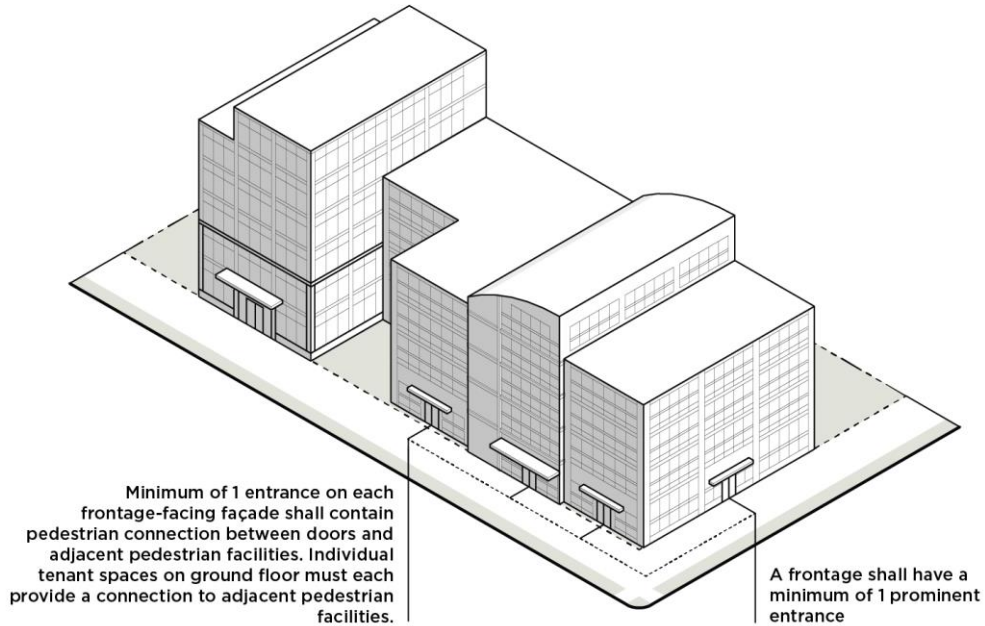 Minimum of 1 entrance on each
frontage-facing façade shall contain
pedestrian connection between doors and
adjacent pedestrian facilities. Individual
tenant spaces on ground floor must each
provide a connection to adjacent pedestrian
facilities.
A frontage shall have a
minimum of 1 prominent
entrance